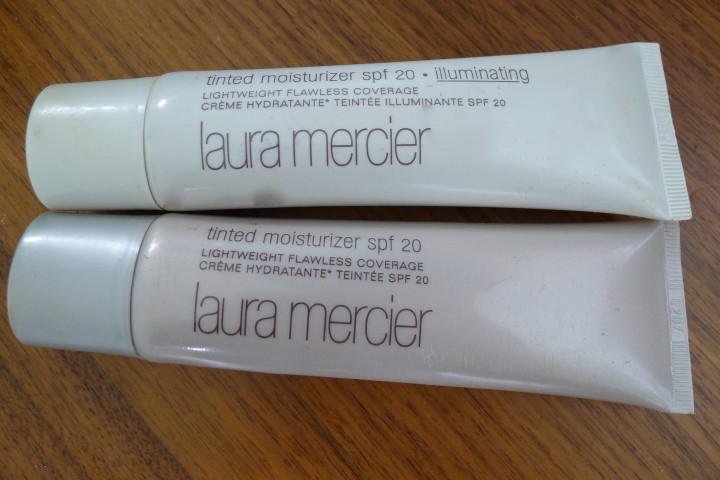 tinted moisturizer spf 20 • illuminating
LIGHTWEIGHT FLAWLESS COVERAGE
CRÈME HYDRATANTE* TEINTÉE ILLUMINANTE SPF 20
laura mercier
tinted moisturizer spf 20
LIGHTWEIGHT FLAWLESS COVERAGE
CRÈME HYDRATANTE* TEINTÉE SPF 20
laura mercier